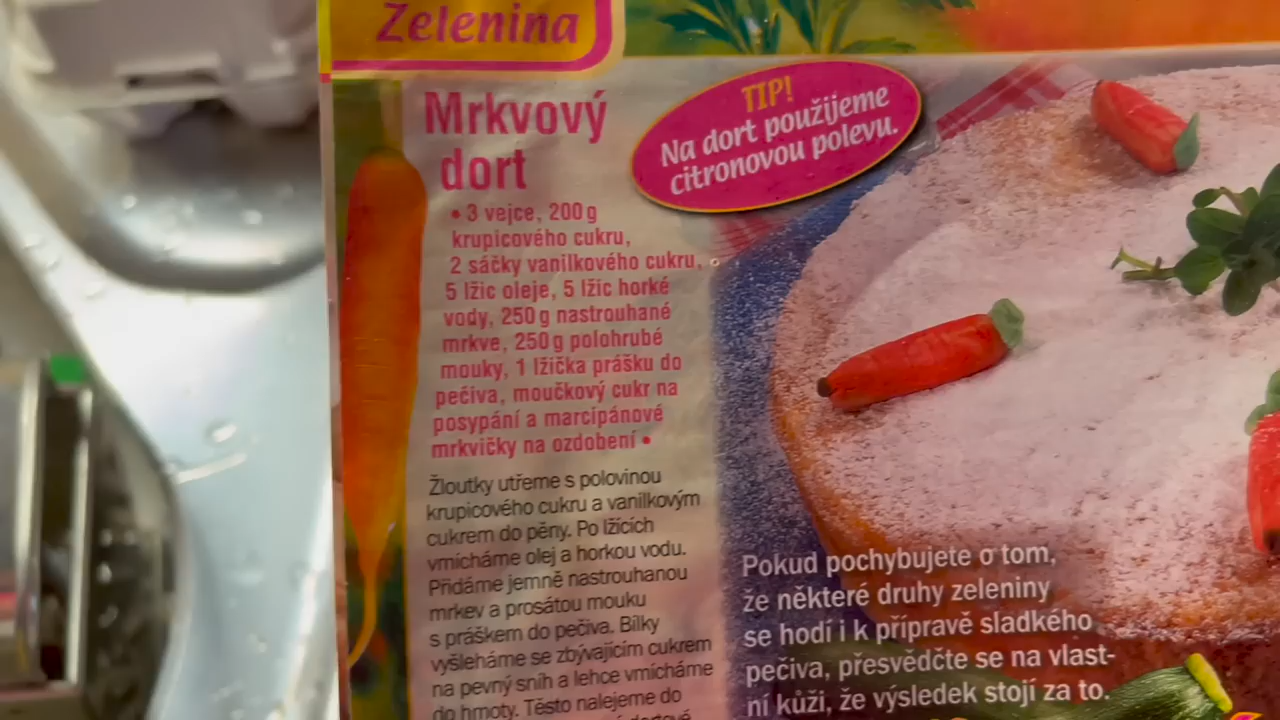 Zelenina
Mrkvový
dort
TIP!
Na dort použijeme
citronovou polevu.
• 3 vejce, 200 g
krupicového cukru,
2 sáčky vanilkového cukru,
5 lžic oleje, 5 lžic horké
vody, 250 g nastrouhané
mrkve, 250 g polohrubé
mouky, 1 lžička prášku do
pečiva, moučkový cukr na
posypání a marcipánové
mrkvičky na ozdobení •
Žloutky utřeme s polovinou
krupicového cukru a vanilkovým
cukrem do pěny. Po lžících
vmícháme olej a horkou vodu.
Přidáme jemně nastrouhanou
mrkev a prosátou mouku
s práškem do pečiva. Bílky
vyšleháme se zbývajícím cukrem
na pevný sníh a lehce vmícháme
do hmoty. Těsto nalejeme do
Pokud pochybujete o tom,
že některé druhy zeleniny
se hodí i k přípravě sladkého
pečiva, přesvědčte se na vlast-
ní kůži, že výsledek stojí za to.